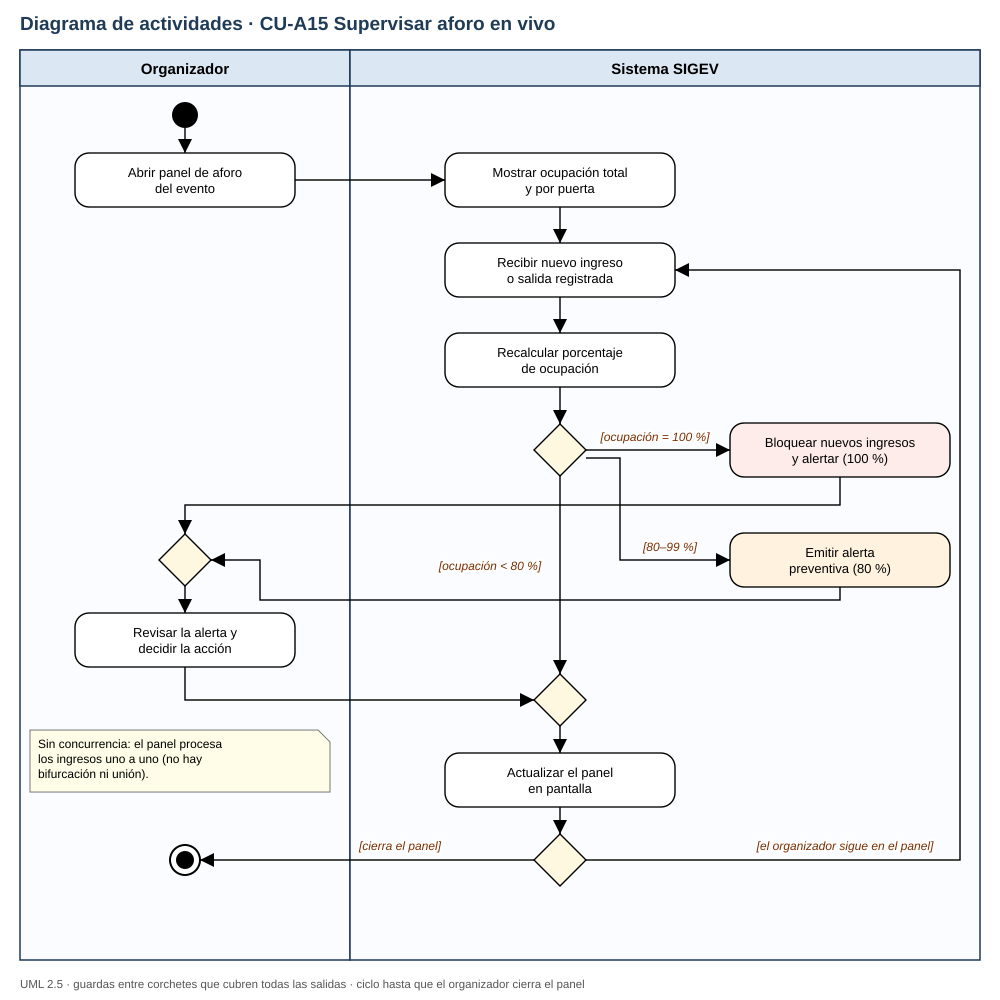 Diagrama de actividades · CU-A15 Supervisar aforo en vivo
Organizador
Sistema SIGEV
Abrir panel de aforo
del evento
Mostrar ocupación total
y por puerta
Recibir nuevo ingreso
o salida registrada
Recalcular porcentaje
de ocupación
[ocupación = 100 %]
Bloquear nuevos ingresos
y alertar (100 %)
[80–99 %]
Emitir alerta
preventiva (80 %)
[ocupación < 80 %]
Revisar la alerta y
decidir la acción
Sin concurrencia: el panel procesa
los ingresos uno a uno (no hay
bifurcación ni unión).
Actualizar el panel
en pantalla
[cierra el panel]
[el organizador sigue en el panel]
UML 2.5 · guardas entre corchetes que cubren todas las salidas · ciclo hasta que el organizador cierra el panel